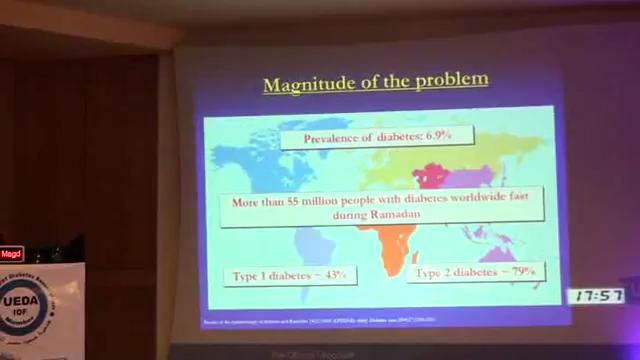 Magnitude of the problem
Prevalence of diabetes: 6.9%
More than 55 million people with diabetes worldwide fast
during Ramadan
Type 1 diabetes ~ 43%
Type 2 diabetes ~ 79%
17:57
Magd
UEDA
IDF